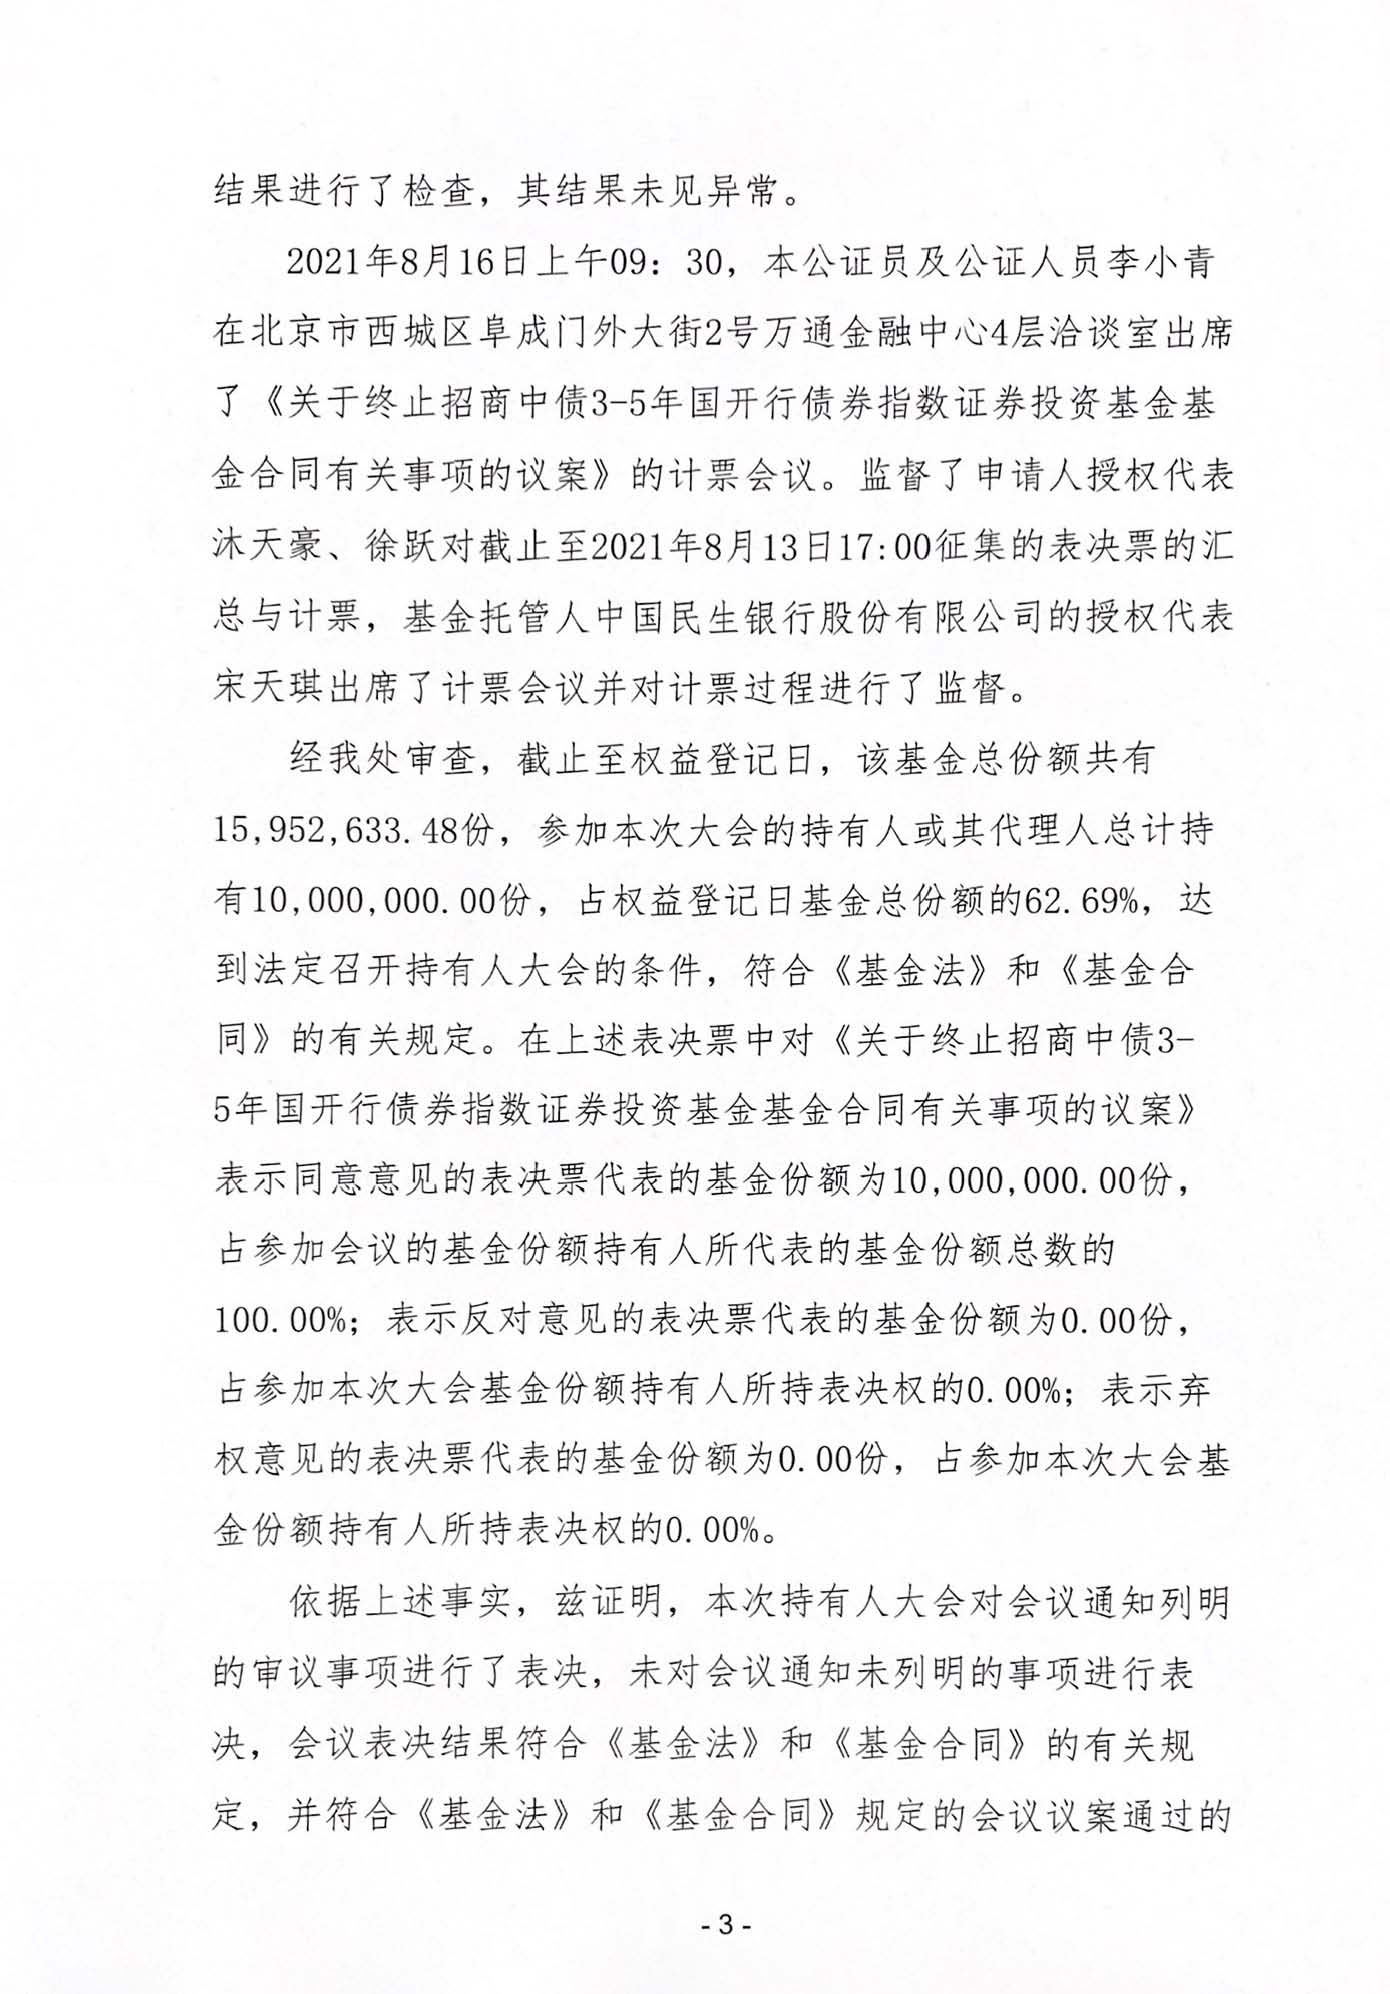 结果进行了检查，其结果未见异常。
2021年8月16日上午09：30，本公证员及公证人员李小青
在北京市西城区阜成门外大街2号万通金融中心4层洽谈室出席
了《关于终止招商中债3-5年国开行债券指数证券投资基金基
金合同有关事项的议案》的计票会议。监督了申请人授权代表
沐天豪、徐跃对截止至2021年8月13日17:00征集的表决票的汇
总与计票，基金托管人中国民生银行股份有限公司的授权代表
宋天琪出席了计票会议并对计票过程进行了监督。
经我处审查，截止至权益登记日，该基金总份额共有
15,952,633.48份，参加本次大会的持有人或其代理人总计持
有10,000,000.00份，占权益登记日基金总份额的62.69%，达
到法定召开持有人大会的条件，符合《基金法》和《基金合
同》的有关规定。在上述表决票中对《关于终止招商中债3-
5年国开行债券指数证券投资基金基金合同有关事项的议案》
表示同意意见的表决票代表的基金份额为10,000,000.00份，
占参加会议的基金份额持有人所代表的基金份额总数的
100.00%；表示反对意见的表决票代表的基金份额为0.00份，
占参加本次大会基金份额持有人所持表决权的0.00%；表示弃
权意见的表决票代表的基金份额为0.00份，占参加本次大会基
金份额持有人所持表决权的0.00%。
依据上述事实，兹证明，本次持有人大会对会议通知列明
的审议事项进行了表决，未对会议通知未列明的事项进行表
决，会议表决结果符合《基金法》和《基金合同》的有关规
定，并符合《基金法》和《基金合同》规定的会议议案通过的
- 3 -